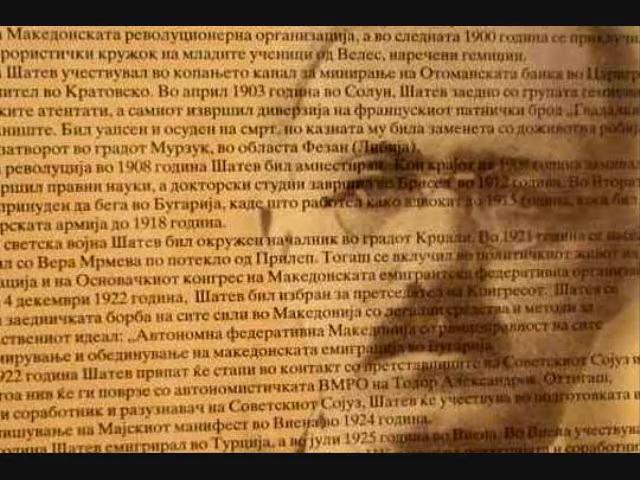 Македонската револуционерна организација, а во следната 1900 година се приклучил
терористички кружок на младите ученици од Велес, наречени гемиџии.
Шатев учествувал во копањето канал за минирање на Отоманската банка во Цариг
во Кратовско. Во април 1903 година во Солун, Шатев заедно со групата гемиџии
атентати, а самиот извршил диверзија на францускиот патнички брод „Гвадалк
Бил уапсен и осуден на смрт, но казната му била заменета со доживотна робиј
затворот во градот Мурзук, во областа Фезан (Либија).
револуција во 1908 година Шатев бил амнестиран. Кон крајот на 1908 година заминал
правни науки, а докторски студии завршил во Брисел во 1912 година. Во Втората
принуден да бега во Бугарија, каде што работел како адвокат до 1915 година, кога бил
армија до 1918 година.
светска војна Шатев бил окружен началник во градот Крџали. Во 1921 година се
со Вера Мрмева по потекло од Прилеп. Тогаш се вклучил во политичкиот живот на
и на Основачкиот конгрес на Македонската емигрантска федеративна организ
4 декември 1922 година, Шатев бил избран за претседател на Конгресот. Шатев се
заедничката борба на сите сили во Македонија со легални средства и методи за
идеал: „Автономна федеративна Македонија со рамноправност на сите
и обединување на македонската емиграција во Бугарија.
година Шатев првпат ќе стапи во контакт со претставниците на Советскиот Сојуз и
нив ќе ги поврзе со автономистичката ВМРО на Тодор Александров. Оттогаш,
соработник и разузнавач на Советскиот Сојуз, Шатев ќе учествува во подготовката и
на Мајскиот манифест во Виена во 1924 година.
година Шатев емигрирал во Турција, а во јули 1925 година во Виена. Во Виена учествува
и соработник